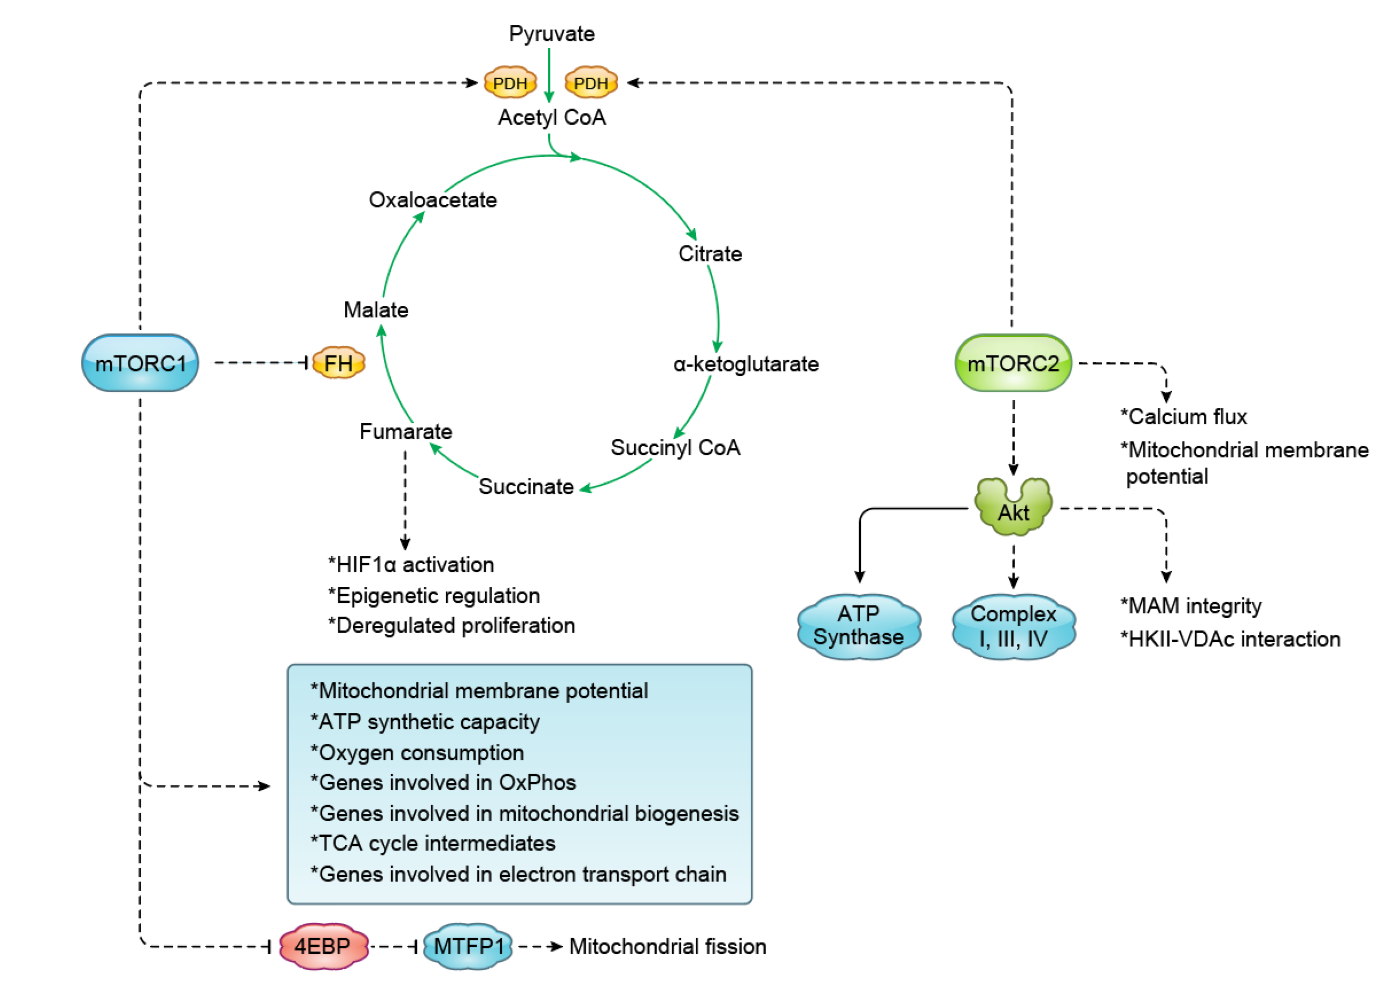 Pyruvate
PDH
PDH
Acetyl CoA
Oxaloacetate
Citrate
Malate
mTORC1
FH
α-ketoglutarate
mTORC2
*Calcium flux
*Mitochondrial membrane
potential
Fumarate
Succinyl CoA
Succinate
Akt
*HIF1α activation
*Epigenetic regulation
*Deregulated proliferation
ATP
Synthase
Complex
I, III, IV
*MAM integrity
*HKII-VDAc interaction
*Mitochondrial membrane potential
*ATP synthetic capacity
*Oxygen consumption
*Genes involved in OxPhos
*Genes involved in mitochondrial biogenesis
*TCA cycle intermediates
*Genes involved in electron transport chain
4EBP
MTFP1
Mitochondrial fission